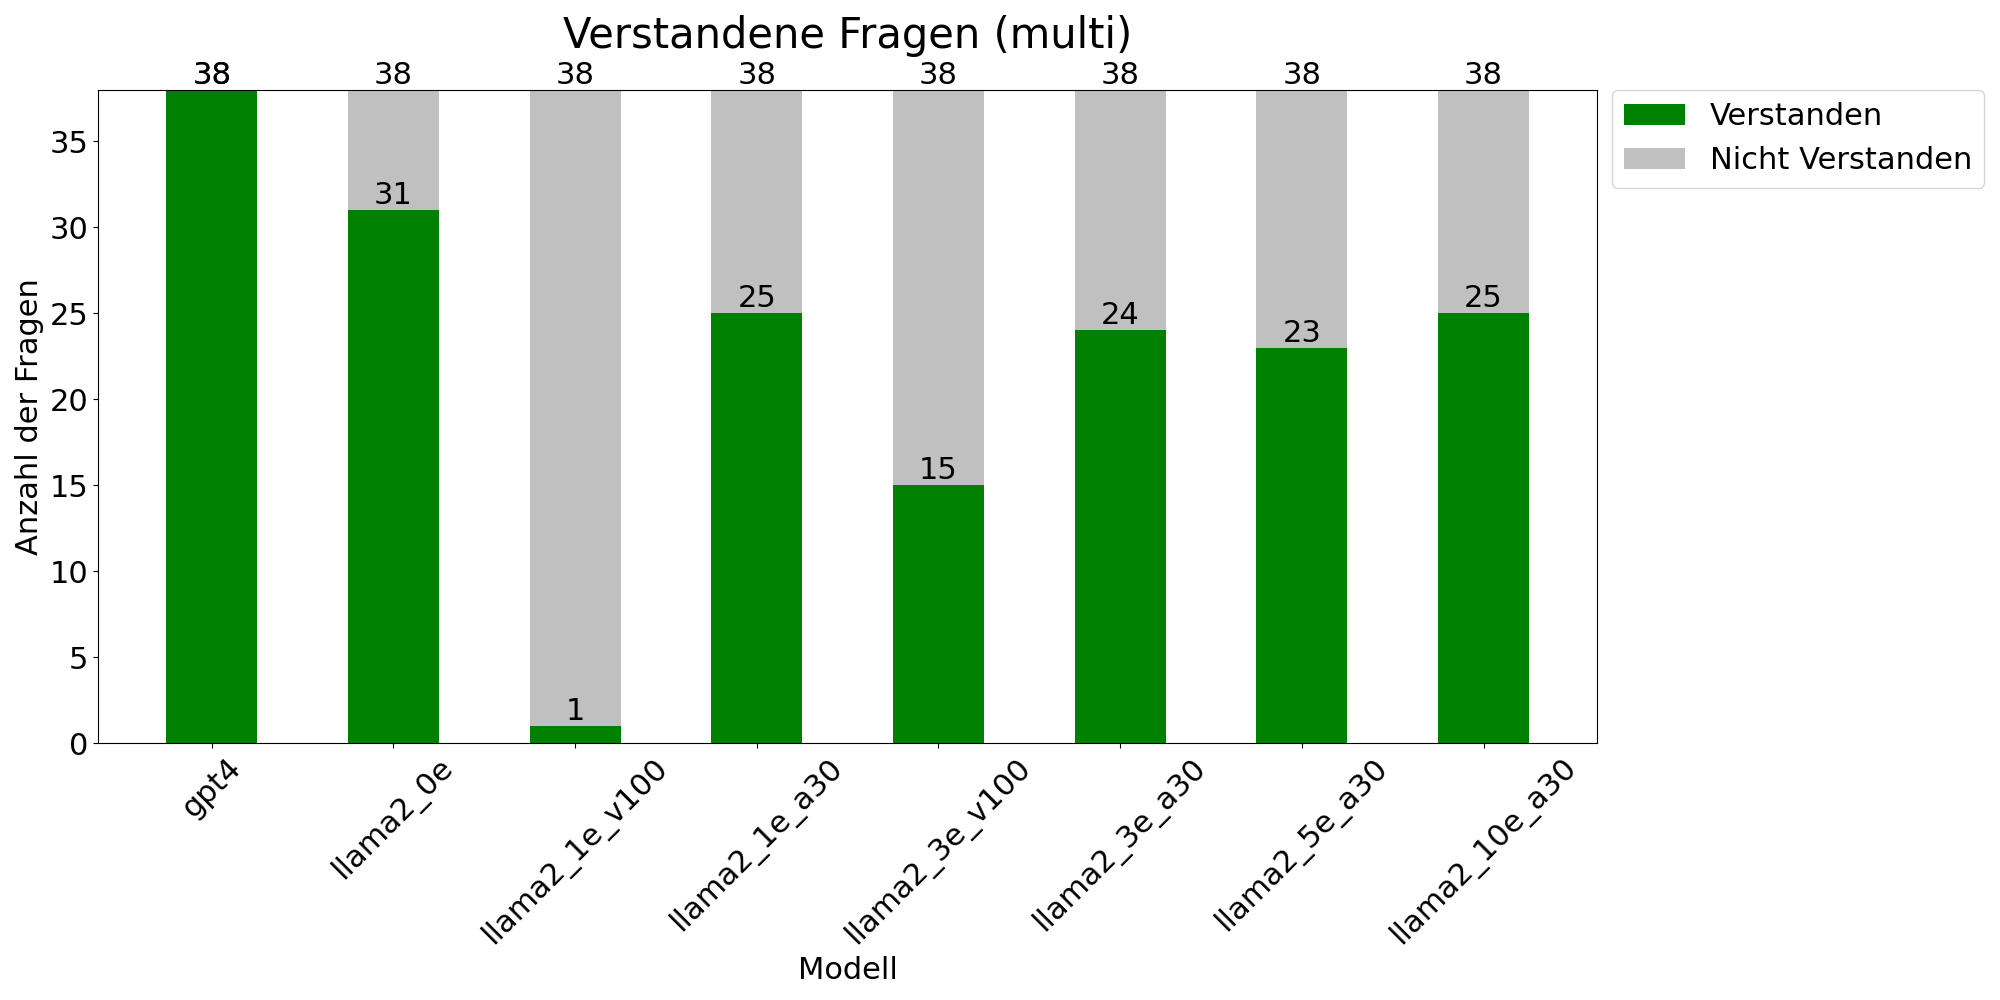 Verstandene Fragen (multi)
38 38 38 38 38 38 38 38
Verstanden
Nicht Verstanden
35
30
25
20
15
10
5
0
Anzahl der Fragen
31
1
25
15
24
23
25
gpt4
llama2_0e
llama2_1e_v100
llama2_1e_a30
llama2_3e_v100
llama2_3e_a30
llama2_5e_a30
llama2_10e_a30
Modell